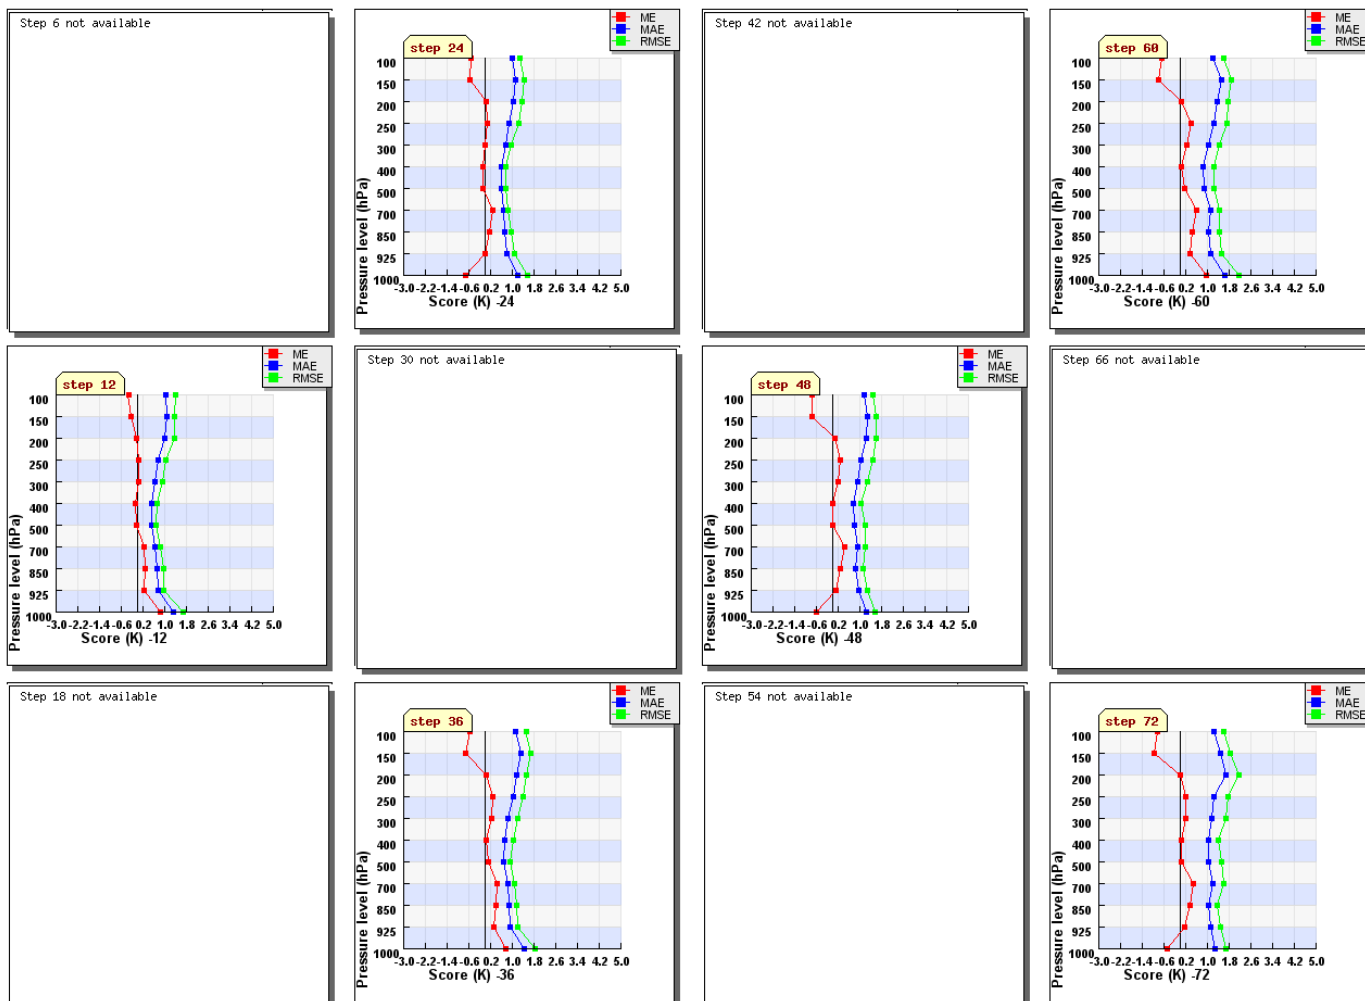 Step 6 not available
ME
MAE
RMSE
step 24
100
150
200
250
300
400
500
700
850
925
1000
Pressure level (hPa)
-3.0 -2.2 -1.4 -0.6 0.2 1.0 1.8 2.6 3.4 4.2 5.0
Score (K) -24
Step 42 not available
ME
MAE
RMSE
step 60
100
150
200
250
300
400
500
700
850
925
1000
Pressure level (hPa)
-3.0 -2.2 -1.4 -0.6 0.2 1.0 1.8 2.6 3.4 4.2 5.0
Score (K) -60
ME
MAE
RMSE
step 12
100
150
200
250
300
400
500
700
850
925
1000
Pressure level (hPa)
-3.0 -2.2 -1.4 -0.6 0.2 1.0 1.8 2.6 3.4 4.2 5.0
Score (K) -12
Step 30 not available
ME
MAE
RMSE
step 48
100
150
200
250
300
400
500
700
850
925
1000
Pressure level (hPa)
-3.0 -2.2 -1.4 -0.6 0.2 1.0 1.8 2.6 3.4 4.2 5.0
Score (K) -48
Step 66 not available
Step 18 not available
ME
MAE
RMSE
step 36
100
150
200
250
300
400
500
700
850
925
1000
Pressure level (hPa)
-3.0 -2.2 -1.4 -0.6 0.2 1.0 1.8 2.6 3.4 4.2 5.0
Score (K) -36
Step 54 not available
ME
MAE
RMSE
step 72
100
150
200
250
300
400
500
700
850
925
1000
Pressure level (hPa)
-3.0 -2.2 -1.4 -0.6 0.2 1.0 1.8 2.6 3.4 4.2 5.0
Score (K) -72